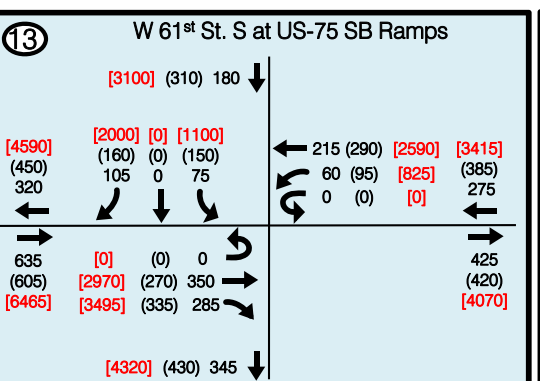 13 W 61st St. S at US-75 SB Ramps
[3100] (310) 180
[4590] [2000] [0] [1100] 215 (290) [2590] [3415]
(450) (160) (0) (150) 60 (95) [825] (385)
320 105 0 75 0 (0) [0] 275
635 [0] (0) 0 425
(605) [2970] (270) 350 (420)
[6465] [3495] (335) 285 [4070]
[4320] (430) 345